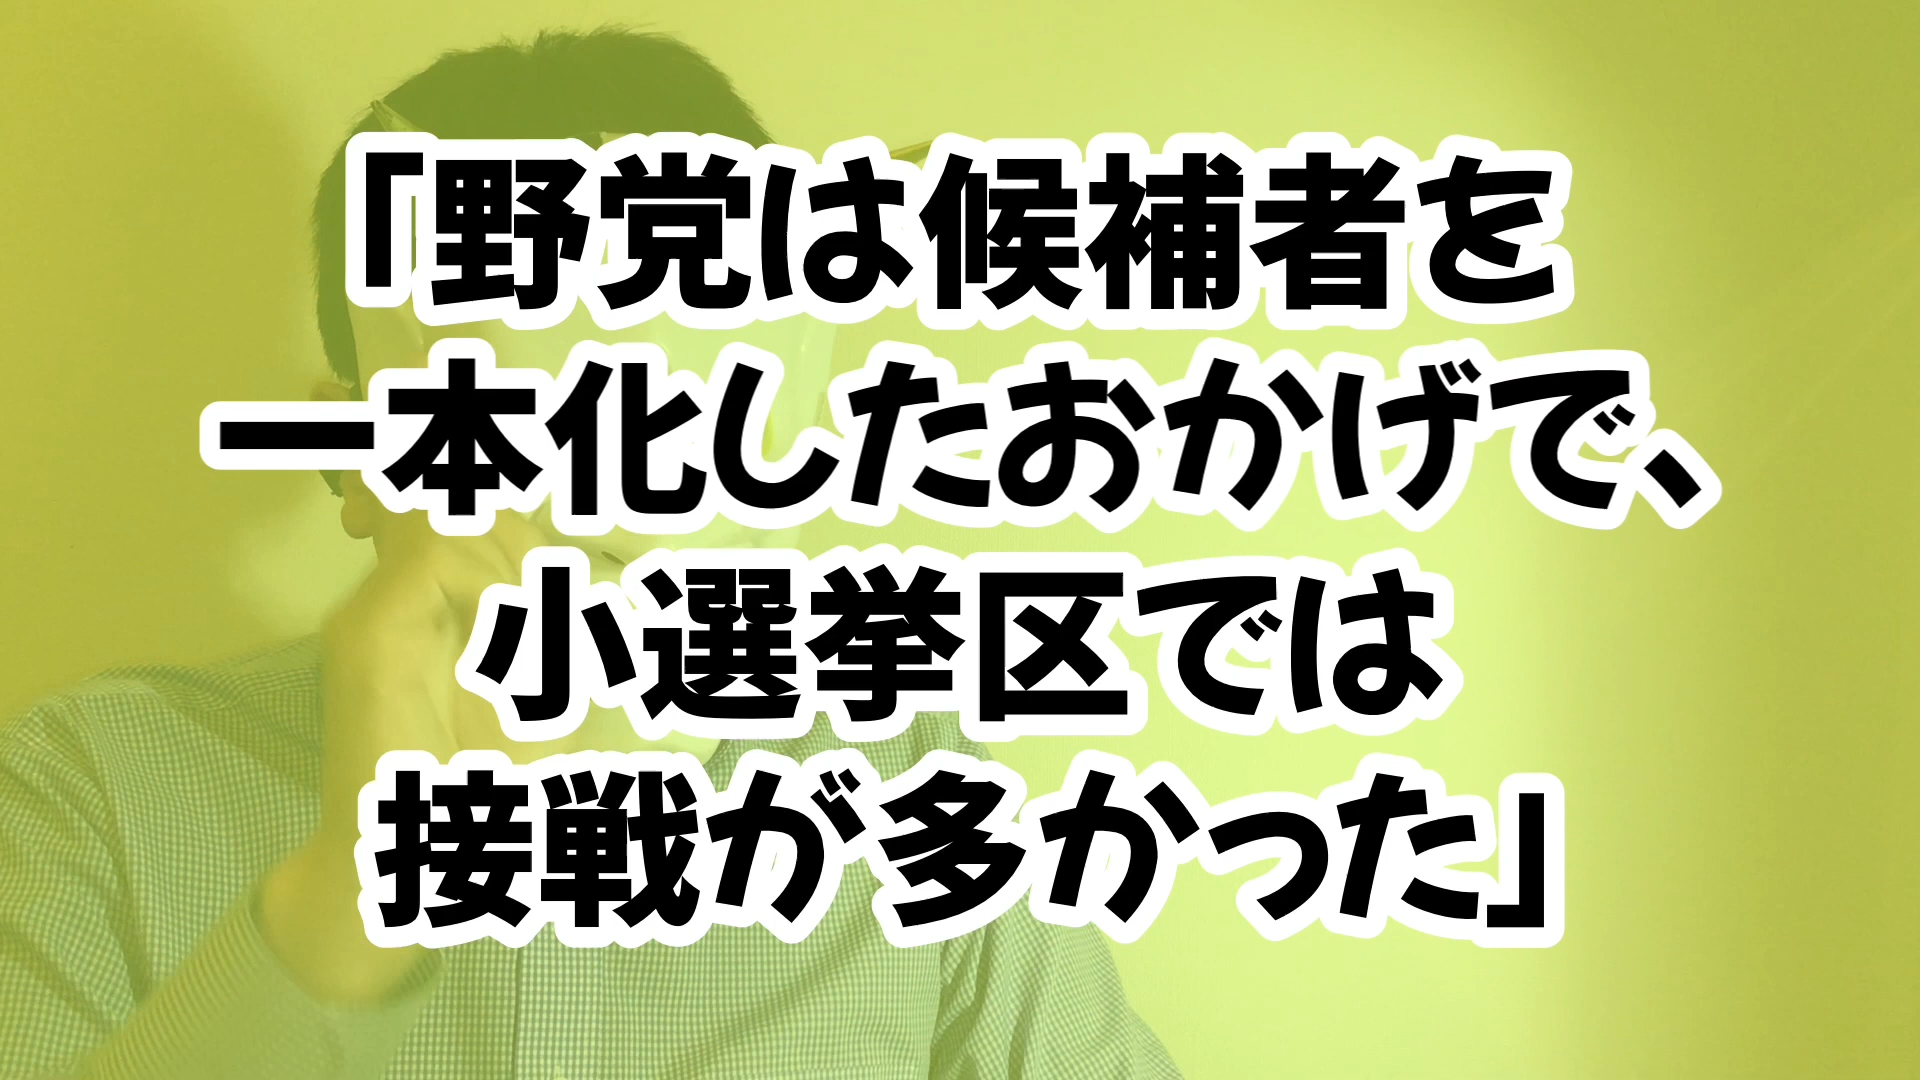 「野党は候補者を
一本化したおかげで、
小選挙区では
接戦が多かった」